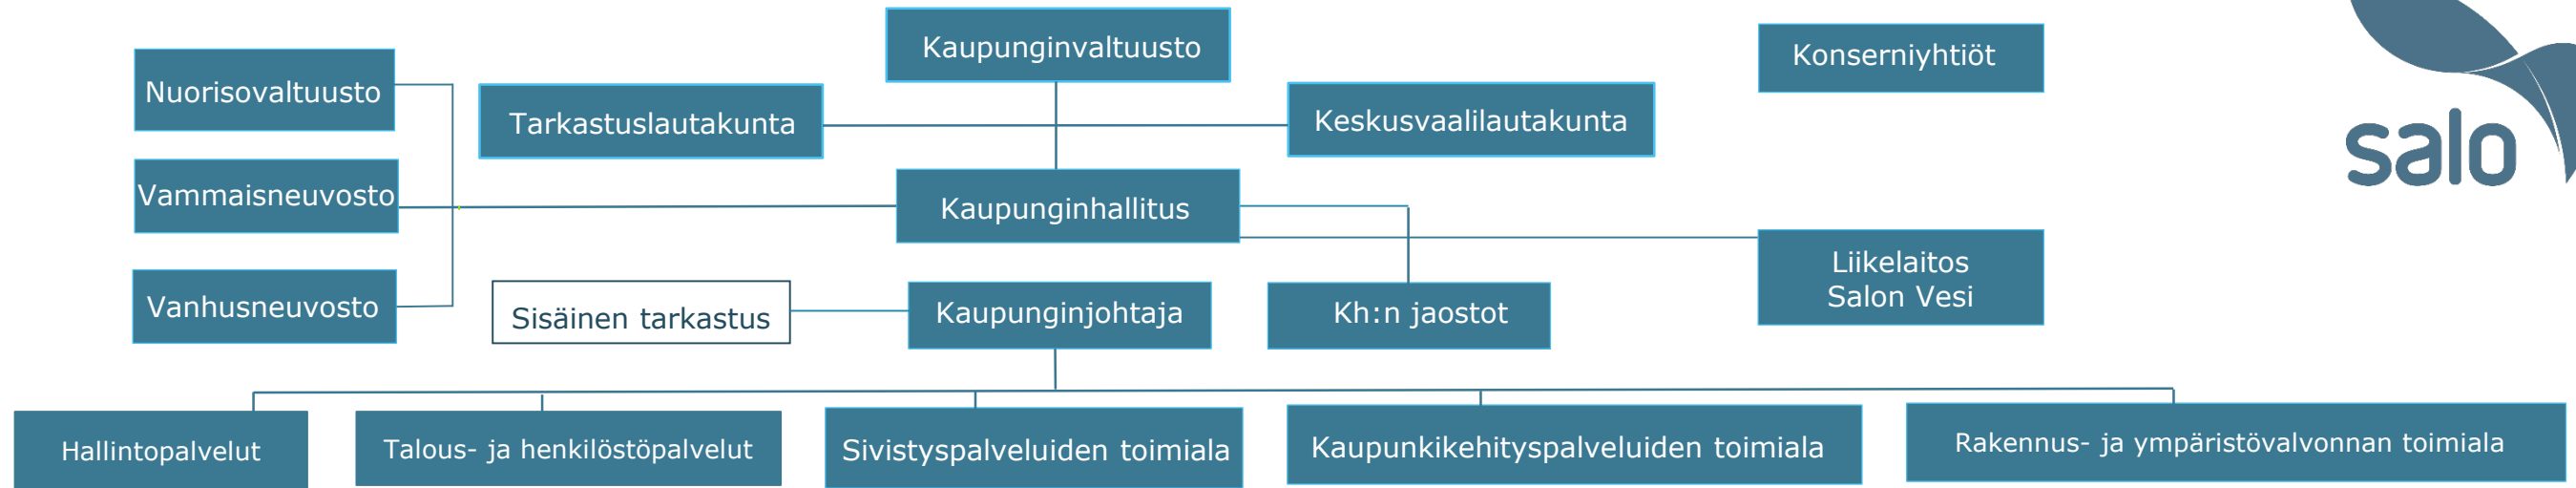 Kaupunginvaltuusto
Konserniyhtiöt
Nuorisovaltuusto
Tarkastuslautakunta
Keskusvaalilautakunta
salo
Vammaisneuvosto
Kaupunginhallitus
Liikelaitos
Salon Vesi
Vanhusneuvosto
Sisäinen tarkastus
Kaupunginjohtaja
Kh:n jaostot
Hallintopalvelut
Talous- ja henkilöstöpalvelut
Sivistyspalveluiden toimiala
Kaupunkikehityspalveluiden toimiala
Rakennus- ja ympäristövalvonnan toimiala